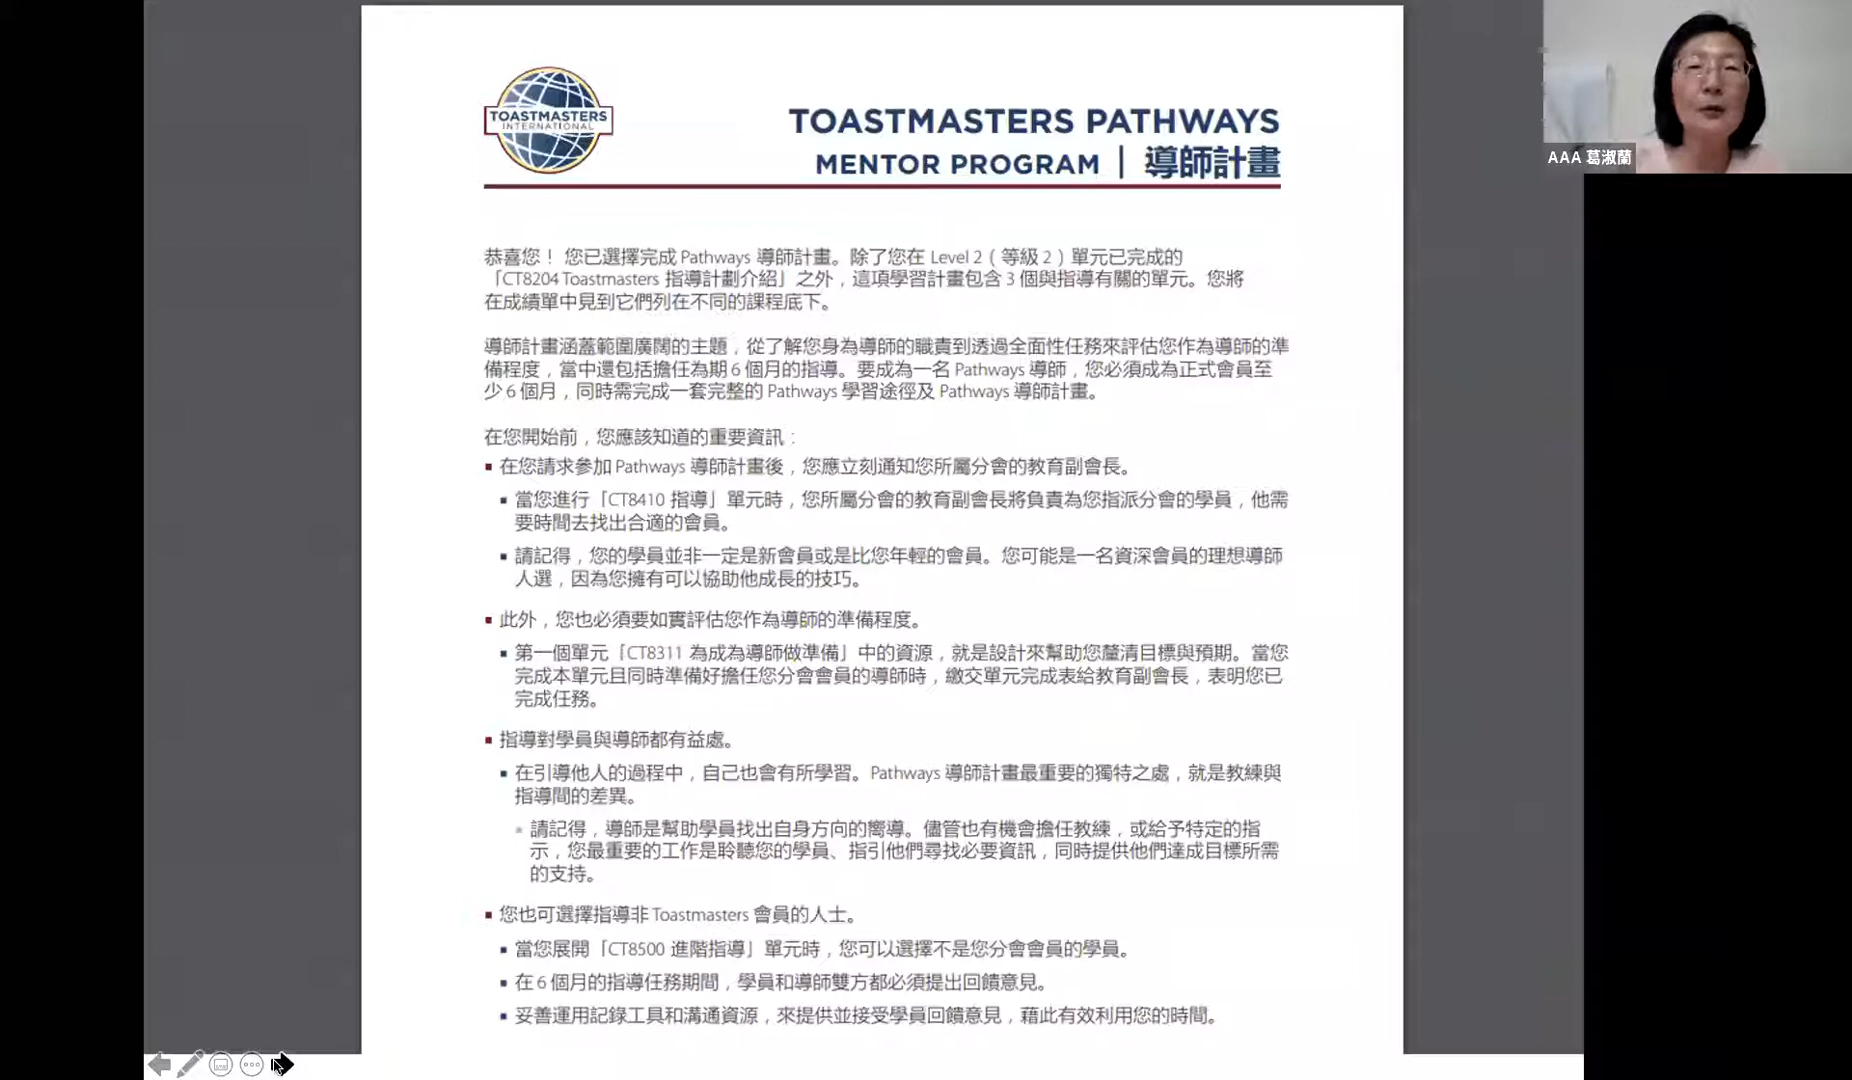 TOASTMASTERS
INTERNATIONAL
TOASTMASTERS PATHWAYS
MENTOR PROGRAM | 導師計畫
AAA 葛淑蘭
恭喜您！ 您已選擇完成 Pathways 導師計畫。除了您在 Level 2（等級 2）單元已完成的
「CT8204 Toastmasters 指導計劃介紹」之外，這項學習計畫包含 3 個與指導有關的單元。您將
在成績單中見到它們列在不同的課程底下。
導師計畫涵蓋範圍廣闊的主題，從了解您身為導師的職責到透過全面性任務來評估您作為導師的準
備程度，當中還包括擔任為期 6 個月的指導。要成為一名 Pathways 導師，您必須成為正式會員至
少 6 個月，同時需完成一套完整的 Pathways 學習途徑及 Pathways 導師計畫。
在您開始前，您應該知道的重要資訊：
▪ 在您請求參加 Pathways 導師計畫後，您應立刻通知您所屬分會的教育副會長。
▪ 當您進行「CT8410 指導」單元時，您所屬分會的教育副會長將負責為您指派分會的學員，他需
要時間去找出合適的會員。
▪ 請記得，您的學員並非一定是新會員或是比您年輕的會員。您可能是一名資深會員的理想導師
人選，因為您擁有可以協助他成長的技巧。
▪ 此外，您也必須要如實評估您作為導師的準備程度。
▪ 第一個單元「CT8311 為成為導師做準備」中的資源，就是設計來幫助您釐清目標與預期。當您
完成本單元且同時準備好擔任您分會會員的導師時，繳交單元完成表給教育副會長，表明您已
完成任務。
▪ 指導對學員與導師都有益處。
▪ 在引導他人的過程中，自己也會有所學習。Pathways 導師計畫最重要的獨特之處，就是教練與
指導間的差異。
▪ 請記得，導師是幫助學員找出自身方向的嚮導。儘管也有機會擔任教練，或給予特定的指
示，您最重要的工作是聆聽您的學員、指引他們尋找必要資訊，同時提供他們達成目標所需
的支持。
▪ 您也可選擇指導非 Toastmasters 會員的人士。
▪ 當您展開「CT8500 進階指導」單元時，您可以選擇不是您分會會員的學員。
▪ 在 6 個月的指導任務期間，學員和導師雙方都必須提出回饋意見。
▪ 妥善運用記錄工具和溝通資源，來提供並接受學員回饋意見，藉此有效利用您的時間。